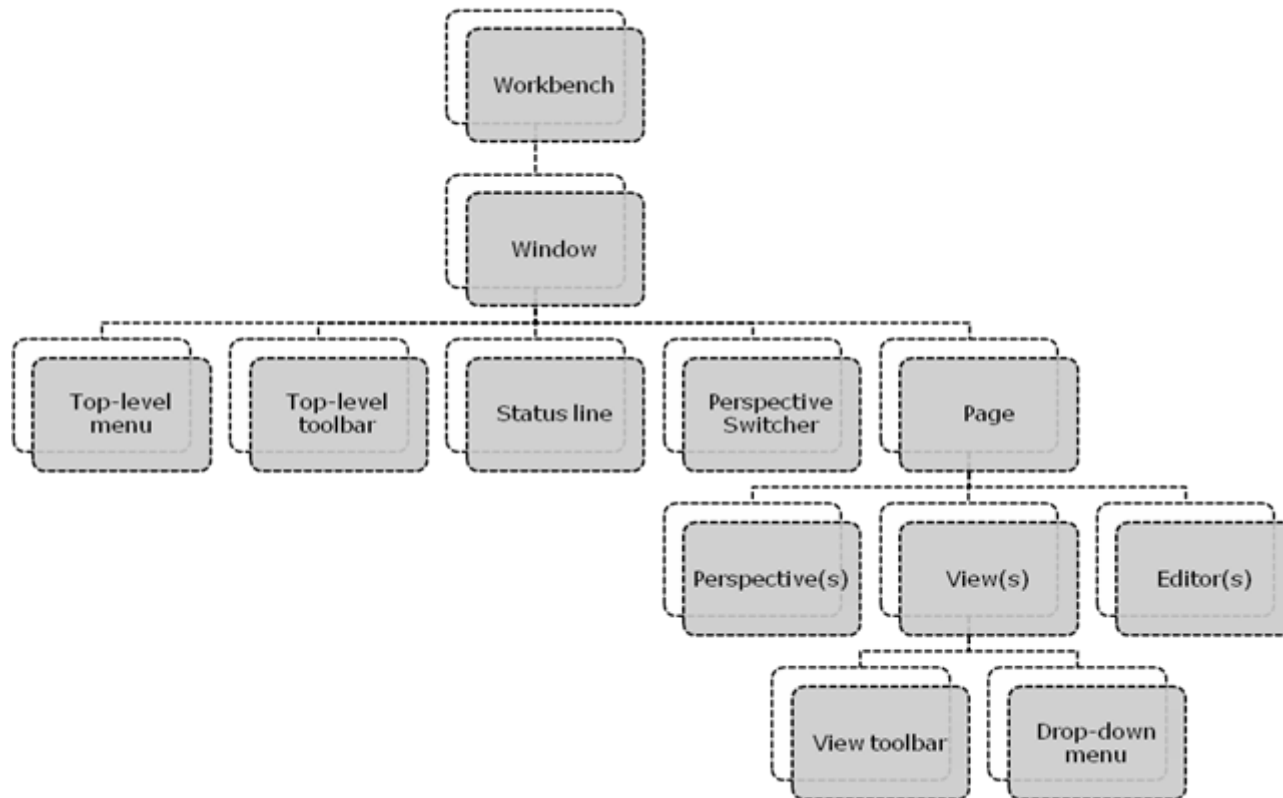 Workbench
Window
Top-level
menu
Top-level
toolbar
Status line
Perspective
Switcher
Page
Perspective(s)
View(s)
Editor(s)
View toolbar
Drop-down
menu